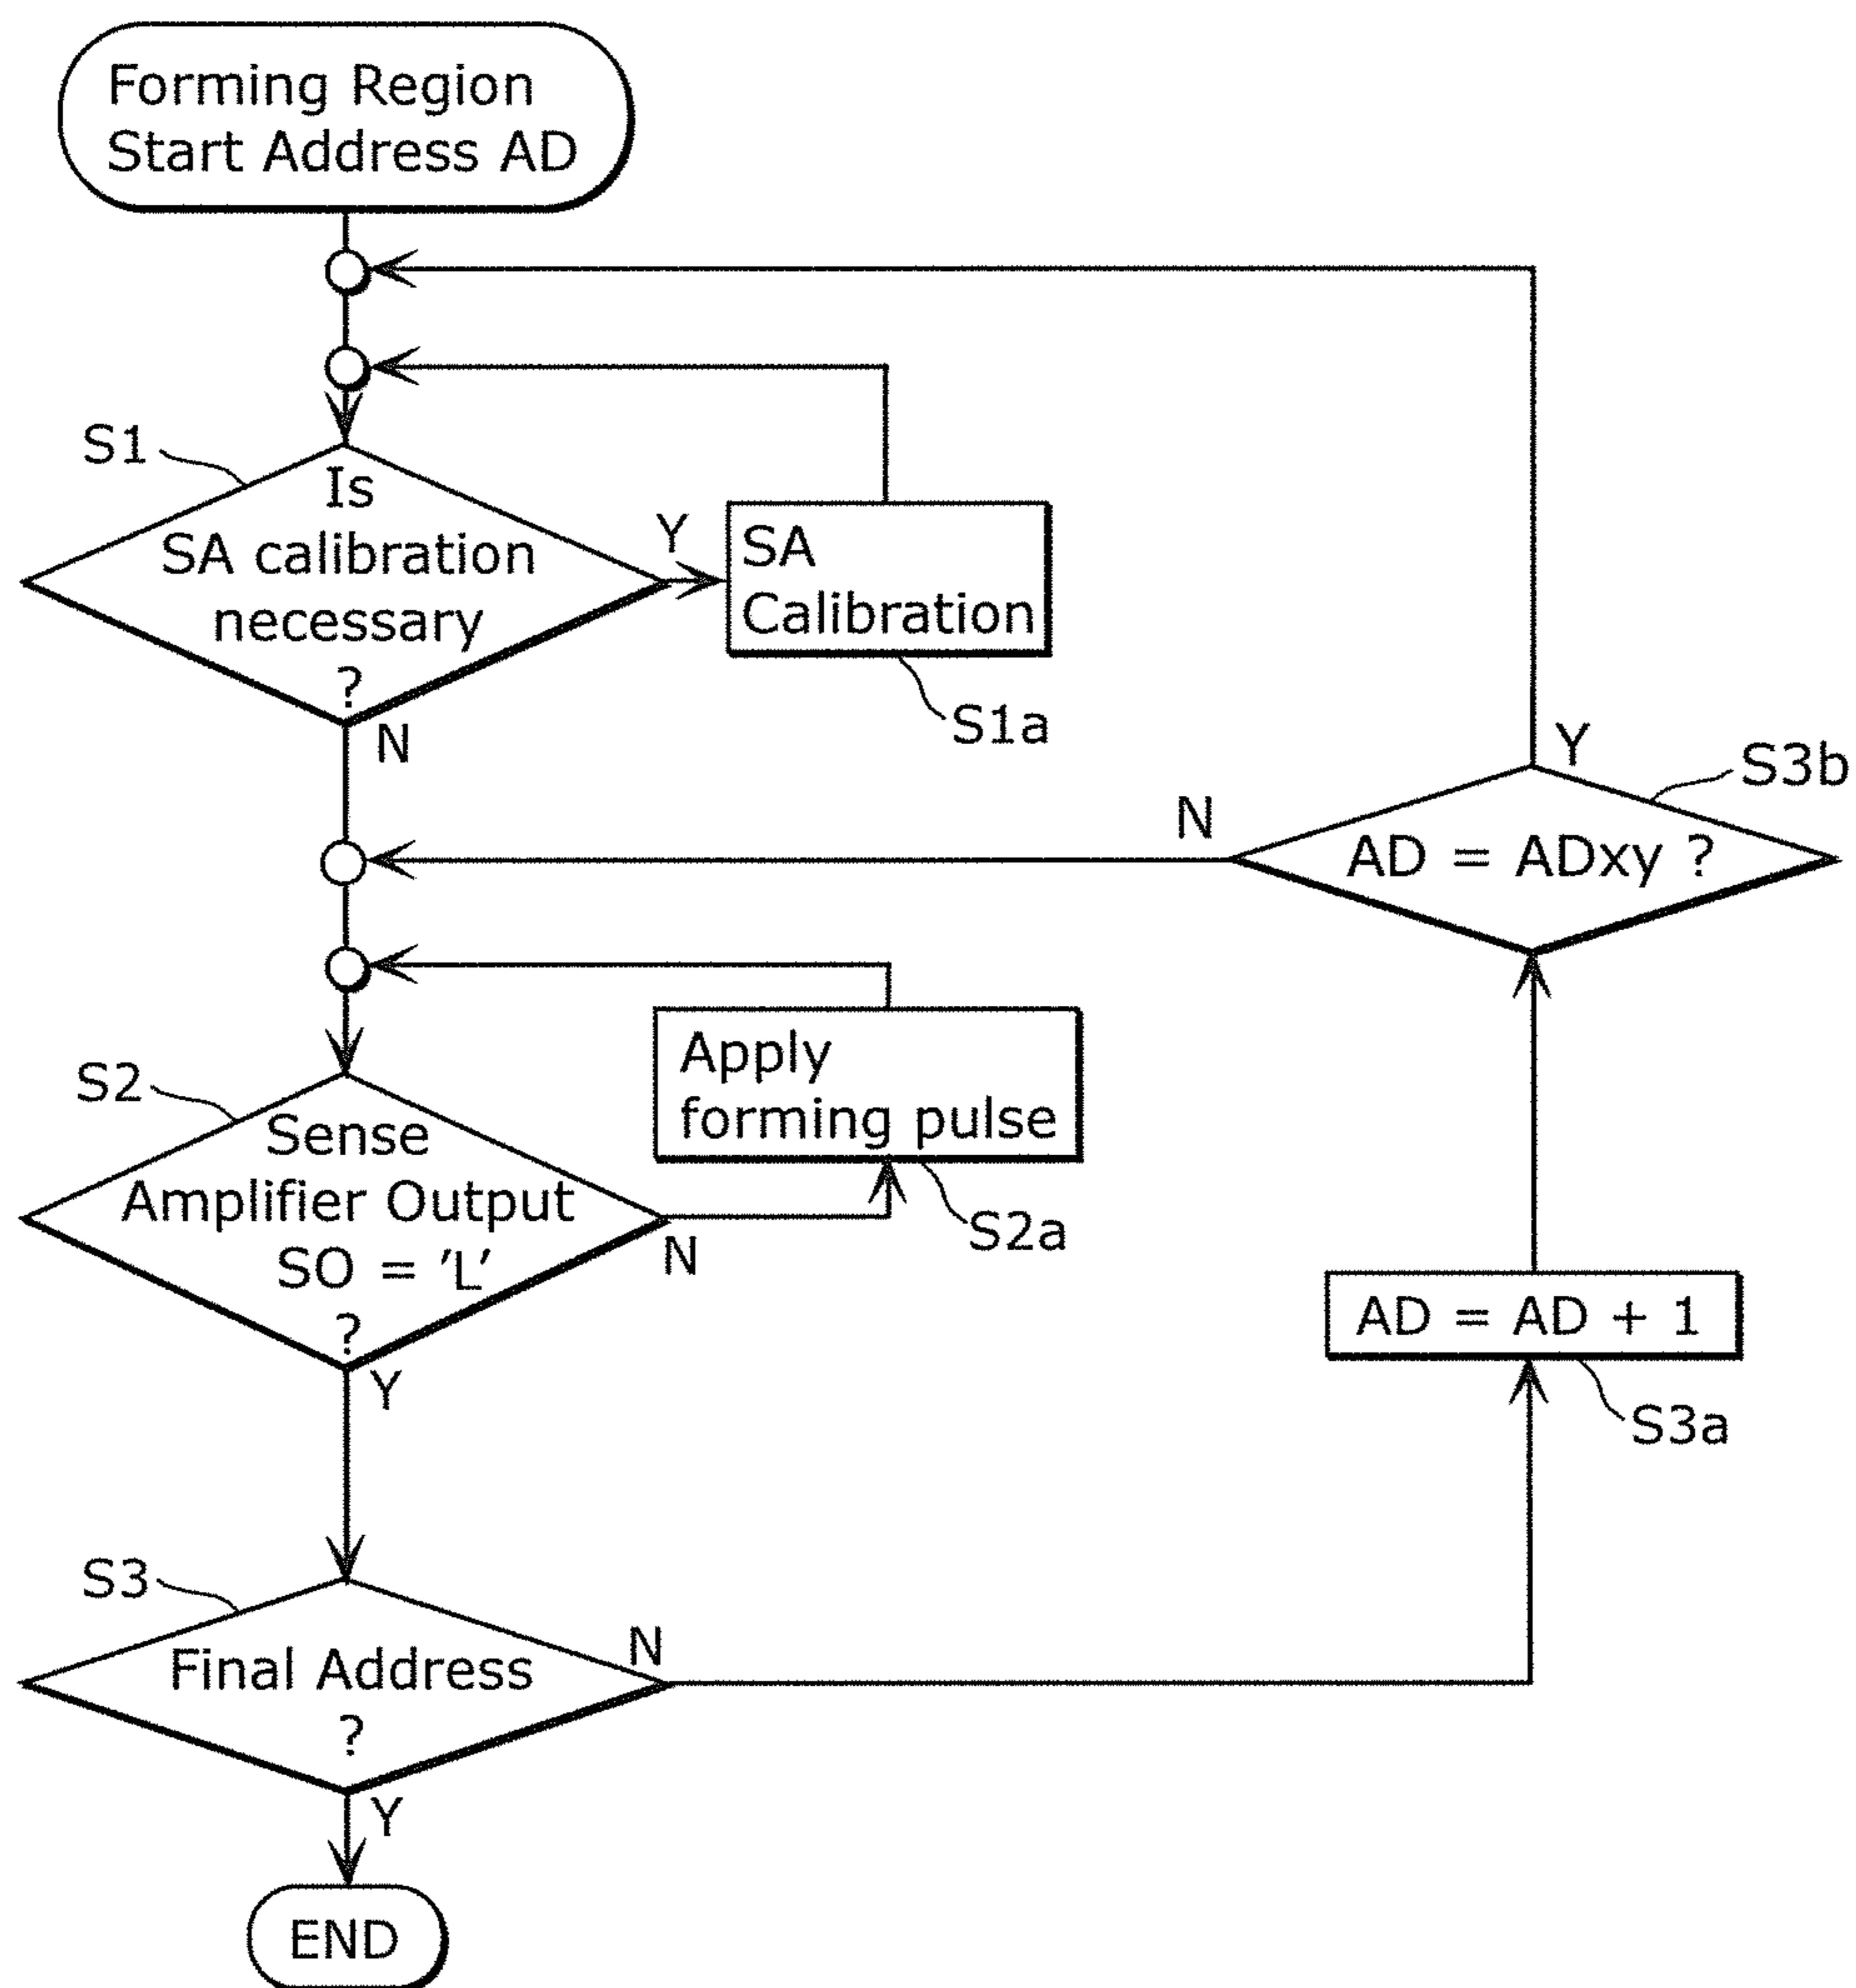 Forming Region
Start Address AD
S1
Is
SA calibration
necessary
?
Y
N
SA
Calibration
S1a
S3b
AD = ADxy ?
Y
N
S2
Sense
Amplifier Output
SO = 'L'
?
N
Y
Apply
forming pulse
S2a
AD = AD + 1
S3a
S3
Final Address
?
N
Y
END